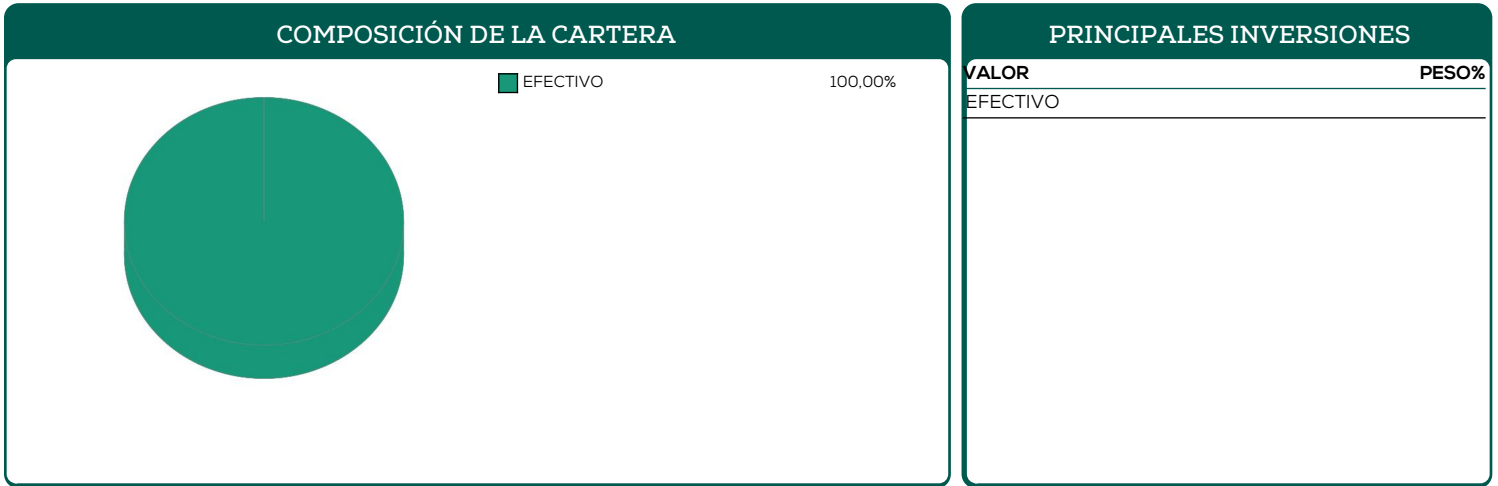 COMPOSICIÓN DE LA CARTERA
EFECTIVO 100,00%
PRINCIPALES INVERSIONES
VALOR PESO%
EFECTIVO